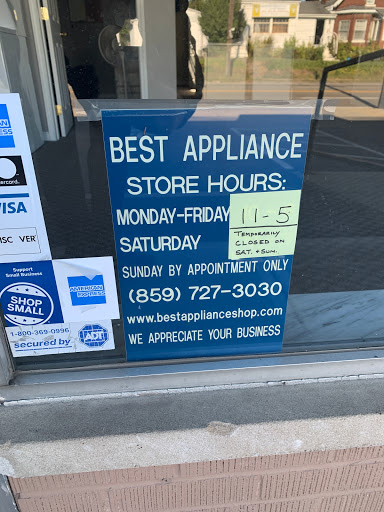 BEST APPLIANCE
STORE HOURS:
MONDAY-FRIDAY 11-5
SATURDAY TEMPORARILY
CLOSED ON
SAT. & SUN.
SUNDAY BY APPOINTMENT ONLY
(859) 727-3030
www.bestapplianceshop.com
WE APPRECIATE YOUR BUSINESS
VISA
DISC VER
Support
Small Business
SHOP
SMALL
AMERICAN
EXPRESS
1-800-369-0996
secured by ADT